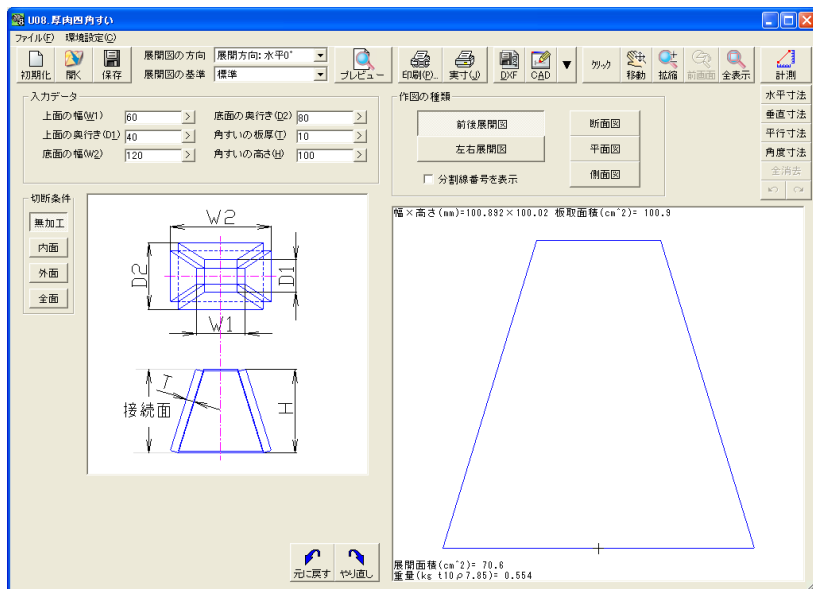 U08.厚肉四角すい
ファイル(F) 環境設定(C)
初期化 開く 保存
展開図の方向 展開方向:水平0°
展開図の基準 標準
プレビュー 印刷(P).. 実寸(J) DXF CAD ▼ クリック 移動 拡縮 前画面 全表示 計測
入力データ
上面の幅(W1) 60 > 底面の奥行き(D2) 80 >
上面の奥行き(D1) 40 > 角すいの板厚(T) 10 >
底面の幅(W2) 120 > 角すいの高さ(H) 100 >
作図の種類
前後展開図 断面図
左右展開図 平面図
分割線番号を表示 側面図
水平寸法
垂直寸法
平行寸法
角度寸法
全消去
切断条件
無加工
内面
外面
全面
W2
D2
D1
W1
T
接続面
H
元に戻す やり直し
幅×高さ(mm)=100.892×100.02 板取面積(cm^2)= 100.9
展開面積(cm^2)= 70.6
重量(kg t10ρ7.85)= 0.554